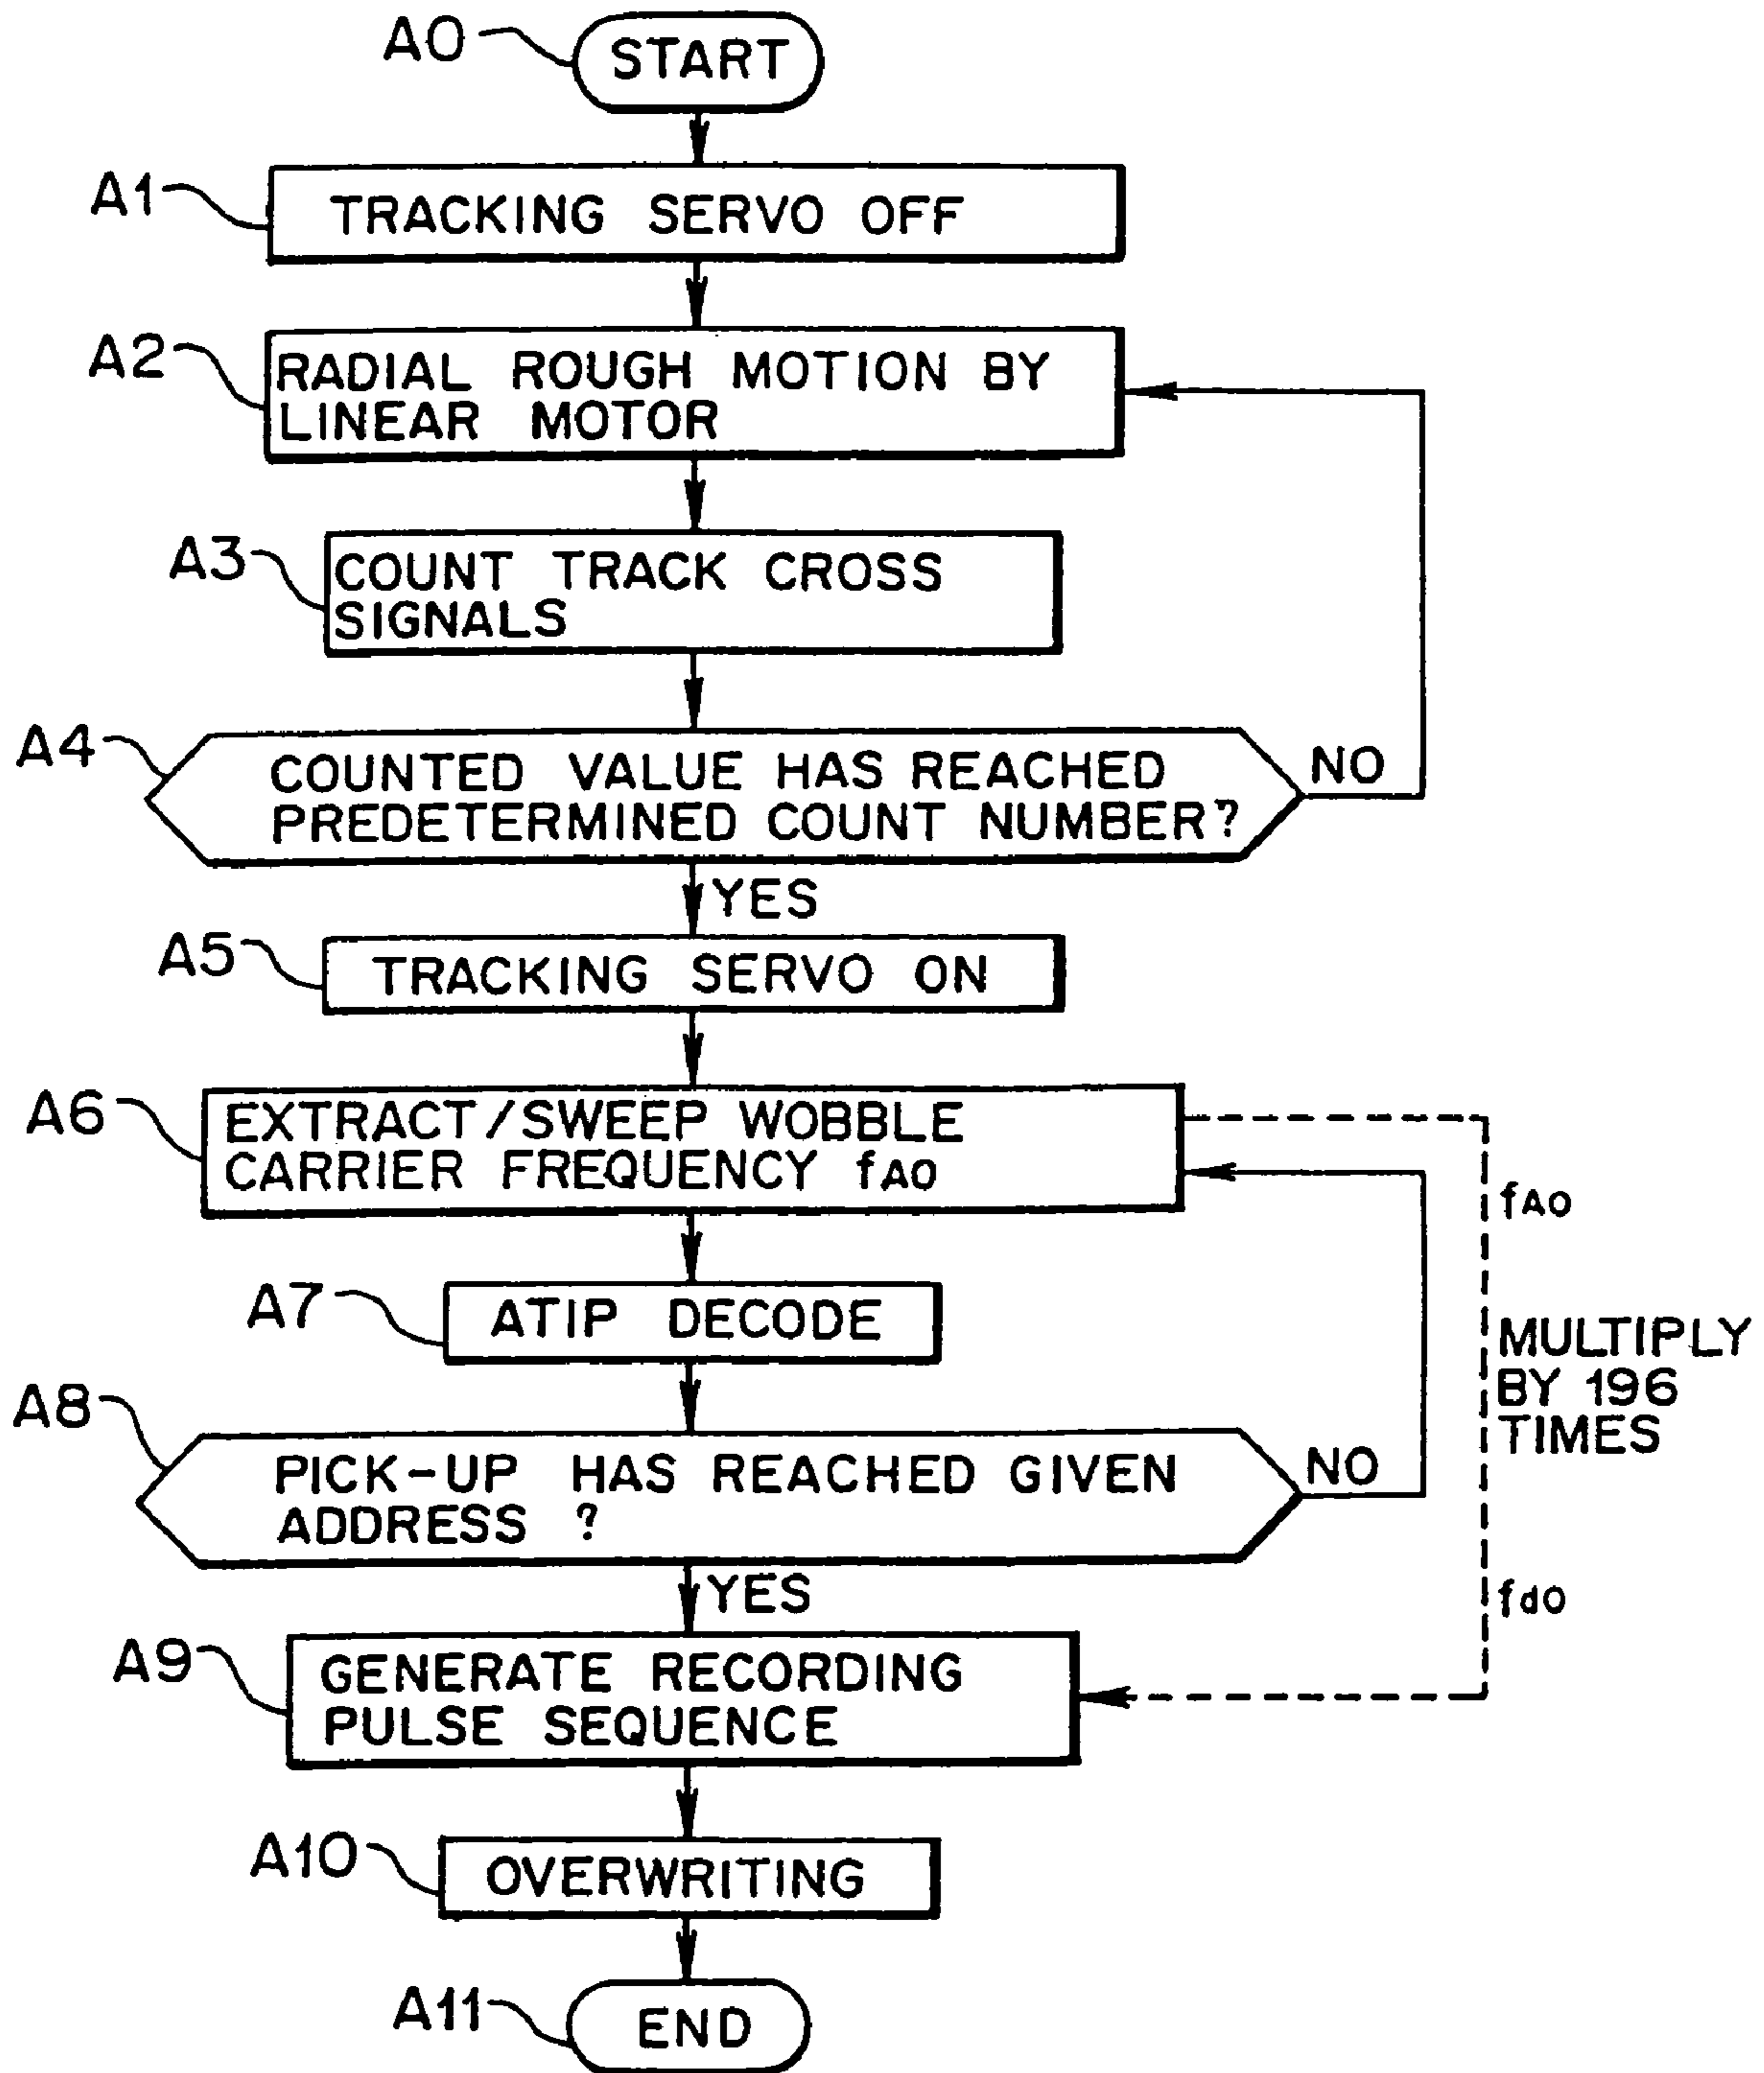 A0
START
A1
TRACKING SERVO OFF
A2
RADIAL ROUGH MOTION BY
LINEAR MOTOR
A3
COUNT TRACK CROSS
SIGNALS
A4
COUNTED VALUE HAS REACHED
PREDETERMINED COUNT NUMBER?
NO
YES
A5
TRACKING SERVO ON
A6
EXTRACT/SWEEP WOBBLE
CARRIER FREQUENCY fA0
fA0
A7
ATIP DECODE
MULTIPLY
BY 196
TIMES
A8
PICK-UP HAS REACHED GIVEN
ADDRESS ?
NO
YES
fd0
A9
GENERATE RECORDING
PULSE SEQUENCE
A10
OVERWRITING
A11
END